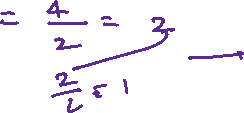 = 4/2 = 2
2/2 = 1